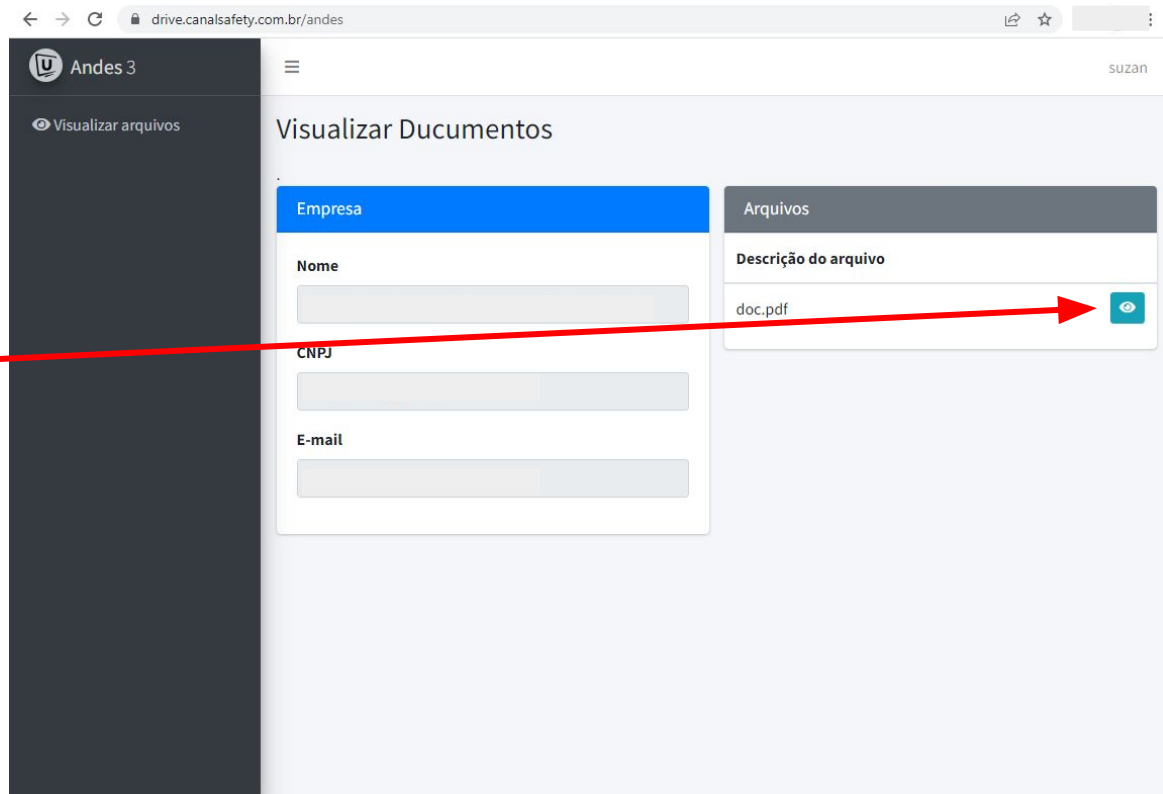 drive.canalsafety.com.br/andes
Andes 3
suzan
Visualizar arquivos
Visualizar Ducumentos
.
Empresa
Nome
CNPJ
E-mail
Arquivos
Descrição do arquivo
doc.pdf